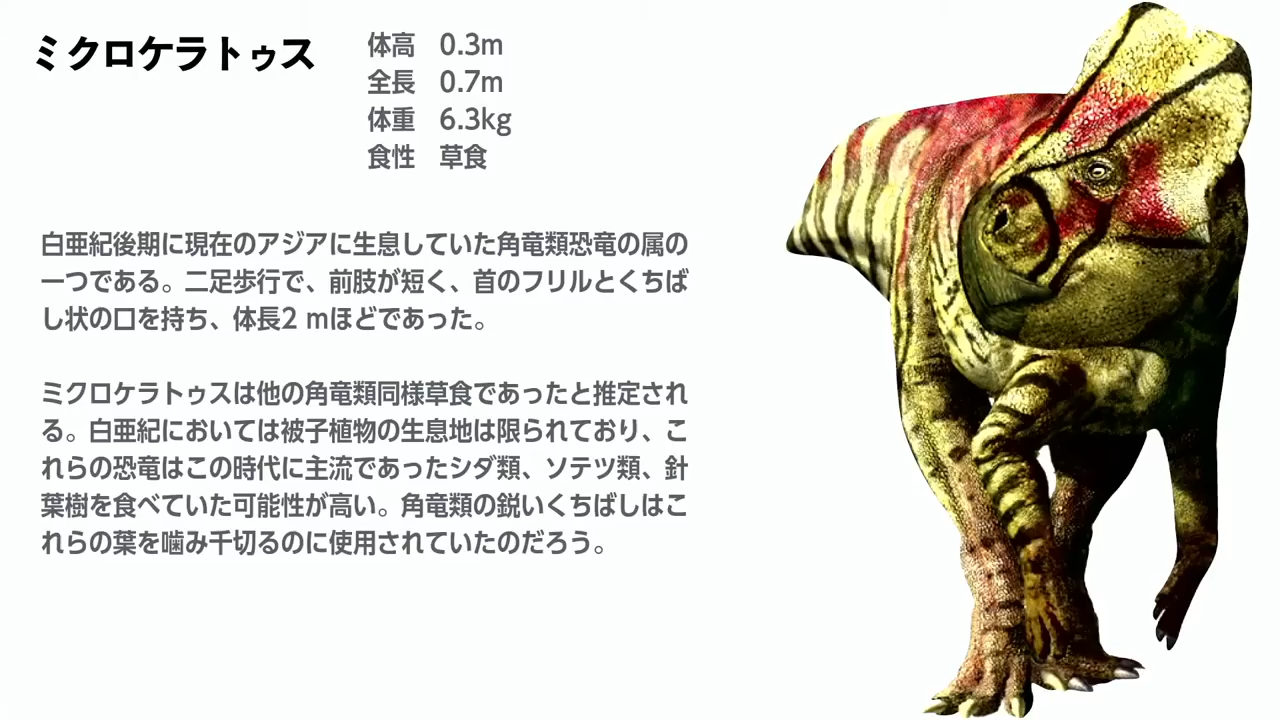 ミクロケラトゥス
体高 0.3m
全長 0.7m
体重 6.3kg
食性 草食
白亜紀後期に現在のアジアに生息していた角竜類恐竜の属の
一つである。二足歩行で、前肢が短く、首のフリルとくちば
し状の口を持ち、体長2 mほどであった。
ミクロケラトゥスは他の角竜類同様草食であったと推定され
る。白亜紀においては被子植物の生息地は限られており、こ
れらの恐竜はこの時代に主流であったシダ類、ソテツ類、針
葉樹を食べていた可能性が高い。角竜類の鋭いくちばしはこ
れらの葉を噛み千切るのに使用されていたのだろう。